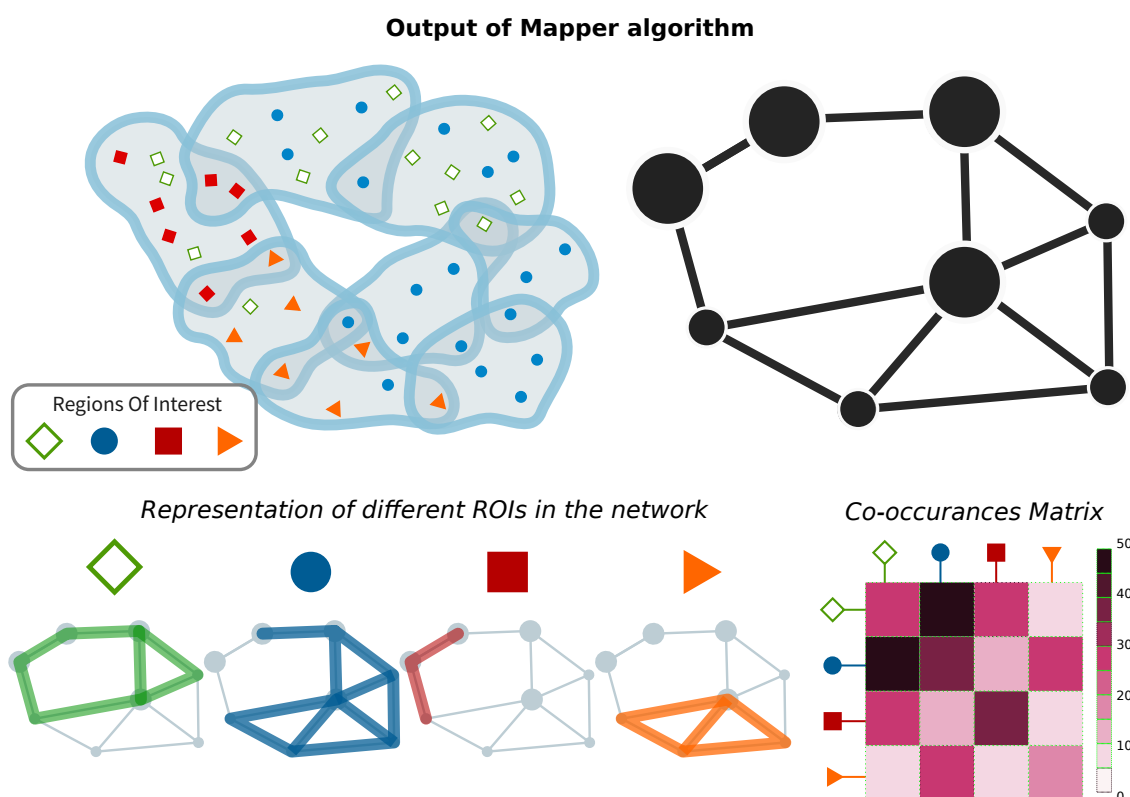 Output of Mapper algorithm
Regions Of Interest
Representation of different ROIs in the network
Co-occurances Matrix
50
40
30
20
10
0